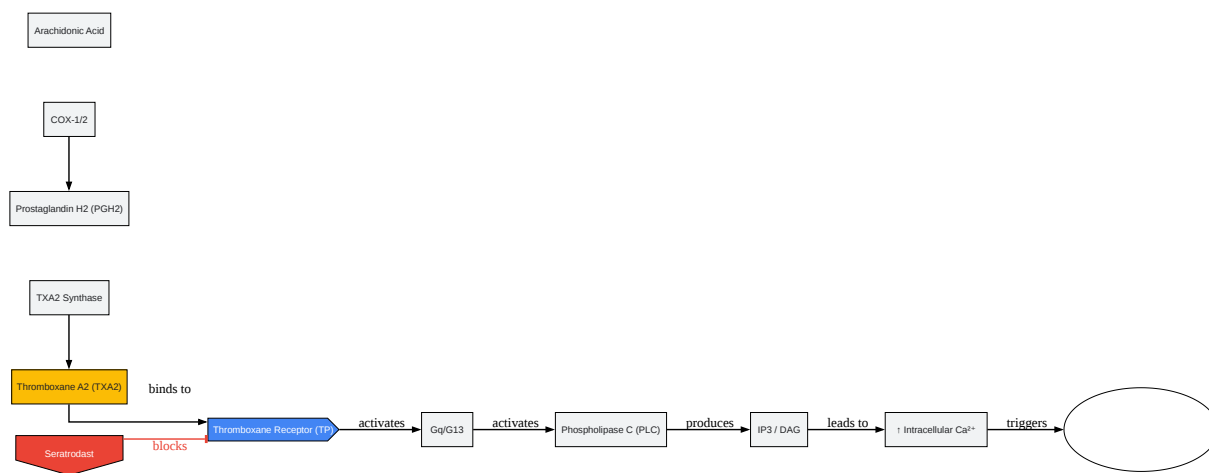 Arachidonic Acid
COX-1/2
Prostaglandin H2 (PGH2)
TXA2 Synthase
Thromboxane A2 (TXA2)
binds to
Thromboxane Receptor (TP)
activates
Gq/G13
activates
Phospholipase C (PLC)
produces
IP3 / DAG
leads to
↑ Intracellular Ca²⁺
triggers
blocks
Seratrodast